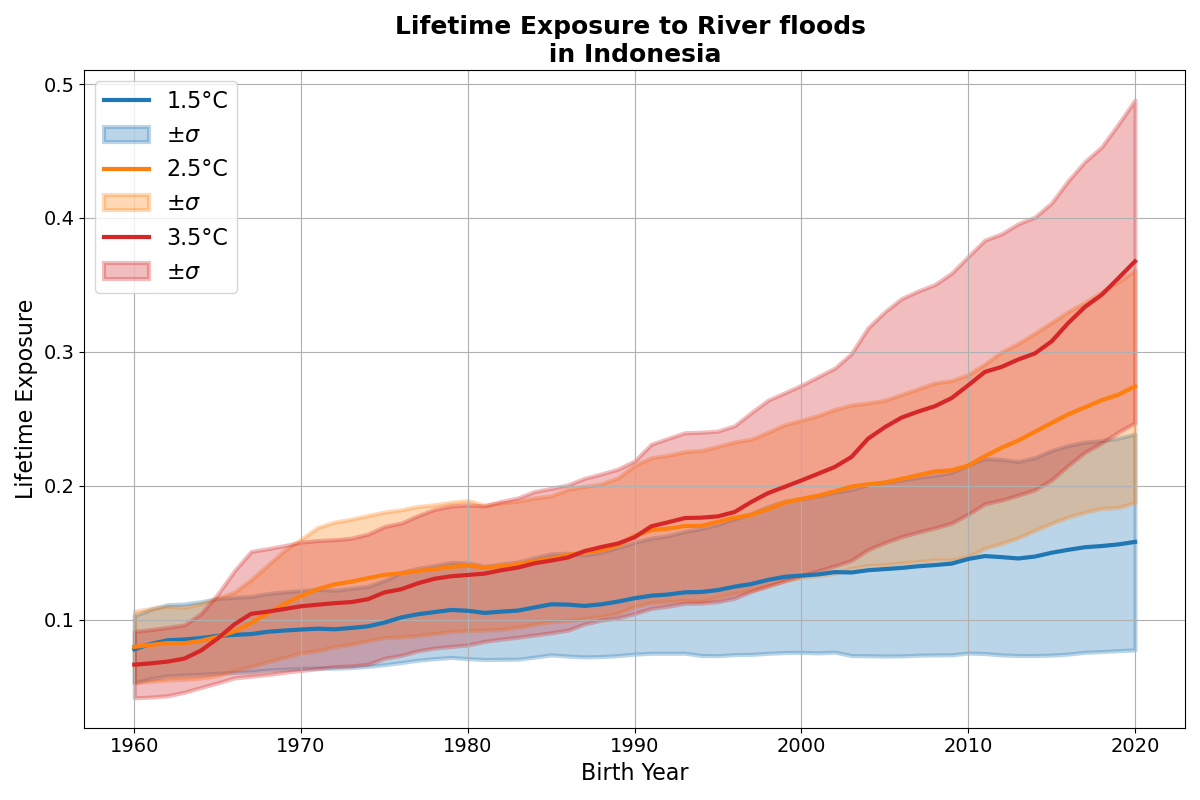 Lifetime Exposure to River floods
in Indonesia
0.5
0.4
0.3
0.2
0.1
Lifetime Exposure
1.5°C
±σ
2.5°C
±σ
3.5°C
±σ
1960 1970 1980 1990 2000 2010 2020
Birth Year